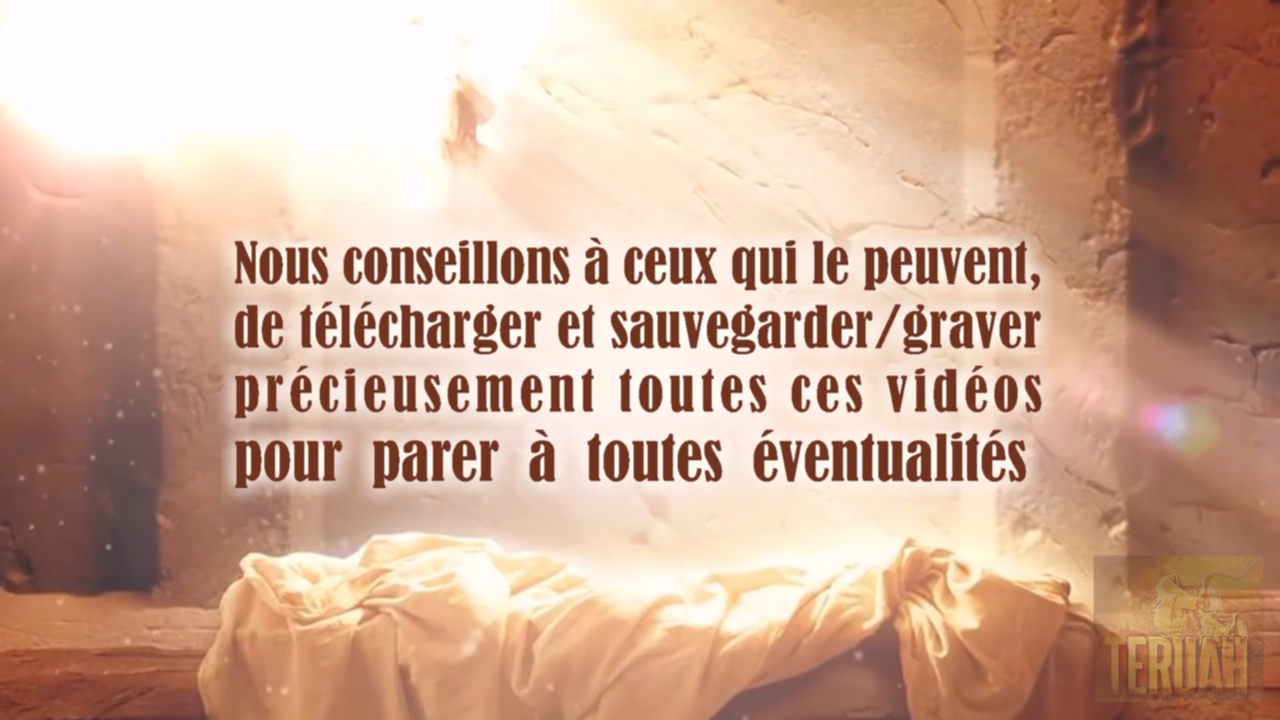 Nous conseillons à ceux qui le peuvent,
de télécharger et sauvegarder/graver
précieusement toutes ces vidéos
pour parer à toutes éventualités
TERUAH